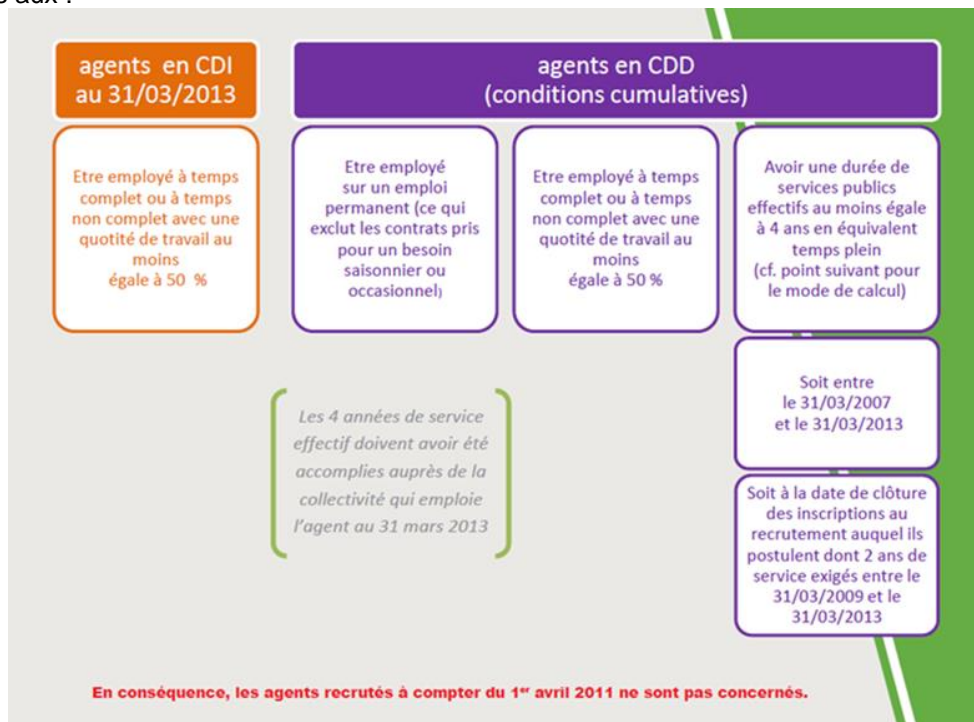 agents en CDI
au 31/03/2013
agents en CDD
(conditions cumulatives)
Etre employé à temps
complet ou à temps
non complet avec une
quotité de travail au
moins
égale à 50 %
Etre employé
sur un emploi
permanent (ce qui
exclut les contrats pris
pour un besoin
saisonnier ou
occasionnel)
Etre employé à temps
complet ou à temps
non complet avec une
quotité de travail au
moins
égale à 50 %
Avoir une durée de
services publics
effectifs au moins égale
à 4 ans en équivalent
temps plein
(cf. point suivant pour
le mode de calcul)
Soit entre
le 31/03/2007
et le 31/03/2013
Les 4 années de service
effectif doivent avoir été
accomplies auprès de la
collectivité qui emploie
l'agent au 31 mars 2013
Soit à la date de clôture
des inscriptions au
recrutement auquel ils
postulent dont 2 ans de
service exigés entre le
31/03/2009 et le
31/03/2013
En conséquence, les agents recrutés à compter du 1er avril 2011 ne sont pas concernés.